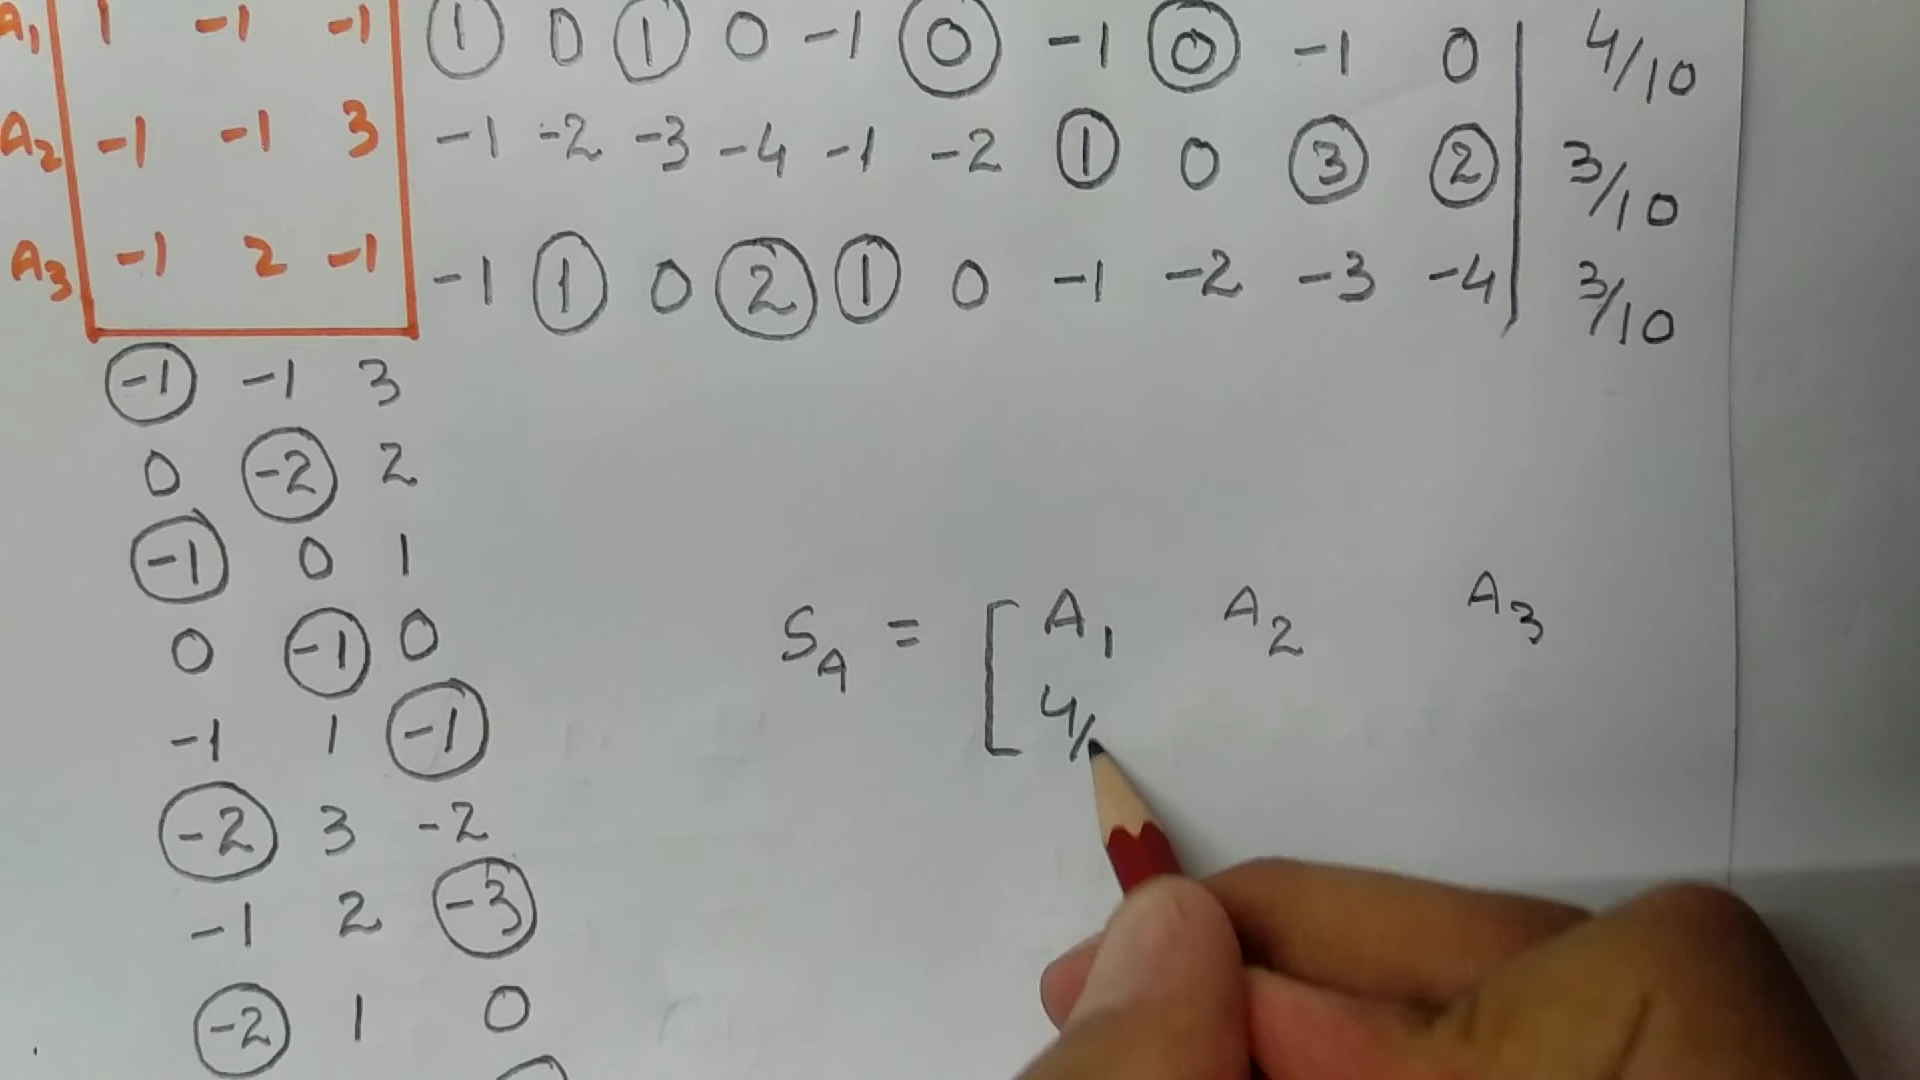 A1 1 -1 -1 1 0 1 0 -1 0 -1 0 -1 0 4/10
A2 -1 -1 3 -1 -2 -3 -4 -1 -2 1 0 3 2 3/10
A3 -1 2 -1 -1 1 0 2 1 0 -1 -2 -3 -4 3/10
-1 -1 3
0 -2 2
-1 0 1
0 -1 0
-1 1 -1
-2 3 -2
-1 2 -3
-2 1 0
SA = [ A1 A2 A3
4/